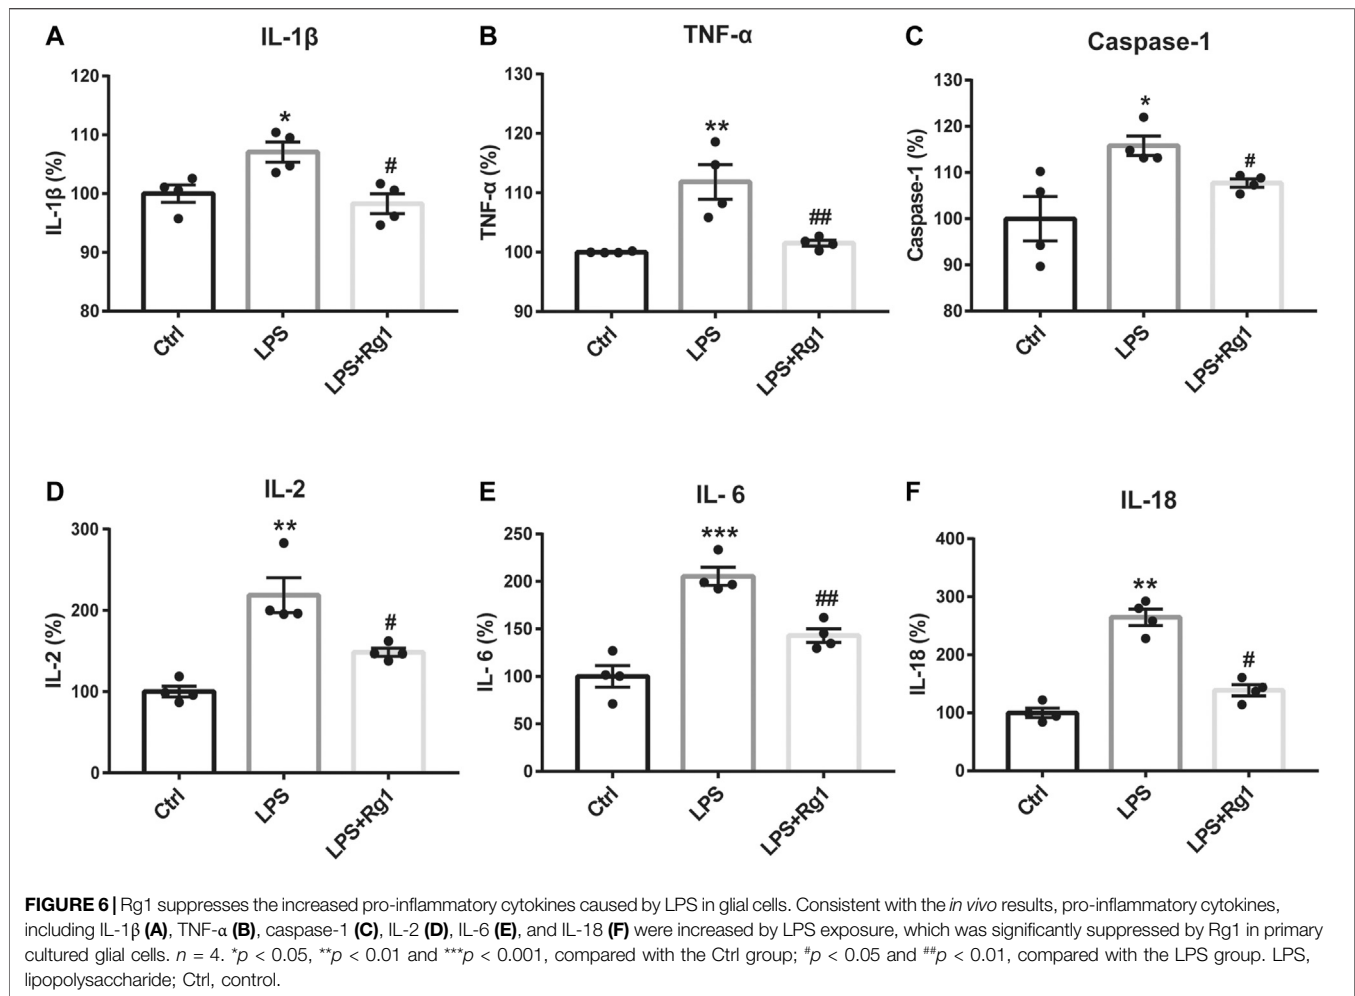 A
IL-1β
IL-1β (%)
120
110
100
90
80
*
#
Ctrl
LPS
LPS+Rg1
B
TNF-α
TNF-α (%)
130
120
110
100
90
**
##
Ctrl
LPS
LPS+Rg1
C
Caspase-1
Caspase-1 (%)
130
120
110
100
90
80
*
#
Ctrl
LPS
LPS+Rg1
D
IL-2
IL-2 (%)
300
200
100
0
**
#
Ctrl
LPS
LPS+Rg1
E
IL- 6
IL- 6 (%)
250
200
150
100
50
0
***
##
Ctrl
LPS
LPS+Rg1
F
IL-18
IL-18 (%)
400
300
200
100
0
**
#
Ctrl
LPS
LPS+Rg1
FIGURE 6 | Rg1 suppresses the increased pro-inflammatory cytokines caused by LPS in glial cells. Consistent with the in vivo results, pro-inflammatory cytokines,
including IL-1β (A), TNF-α (B), caspase-1 (C), IL-2 (D), IL-6 (E), and IL-18 (F) were increased by LPS exposure, which was significantly suppressed by Rg1 in primary
cultured glial cells. n = 4. *p < 0.05, **p < 0.01 and ***p < 0.001, compared with the Ctrl group; #p < 0.05 and ##p < 0.01, compared with the LPS group. LPS,
lipopolysaccharide; Ctrl, control.